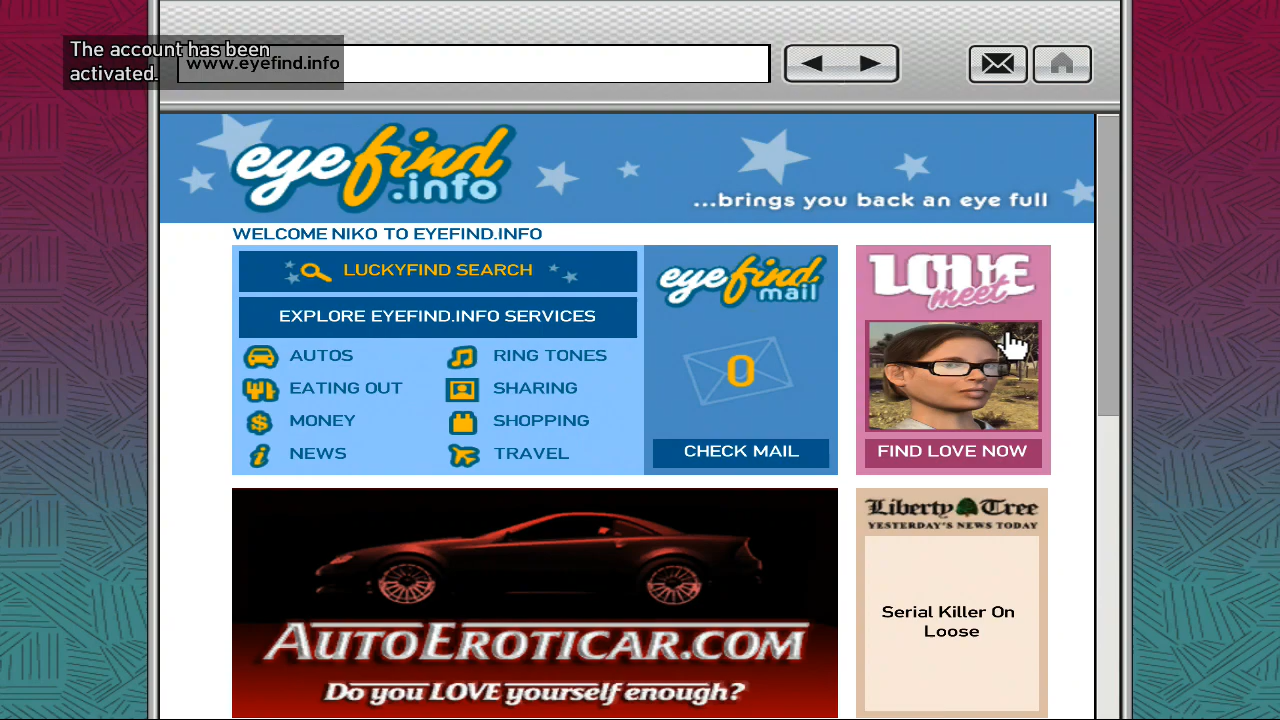 The account has been
activated.
www.eyefind.info
eyefind
.info
...brings you back an eye full
WELCOME NIKO TO EYEFIND.INFO
LUCKYFIND SEARCH
EXPLORE EYEFIND.INFO SERVICES
AUTOS
RING TONES
EATING OUT
SHARING
MONEY
SHOPPING
NEWS
TRAVEL
eyefind
mail
0
CHECK MAIL
LOVE
meet
FIND LOVE NOW
AUTOEROTICAR.COM
Do you LOVE yourself enough?
Liberty Tree
YESTERDAY'S NEWS TODAY
Serial Killer On
Loose